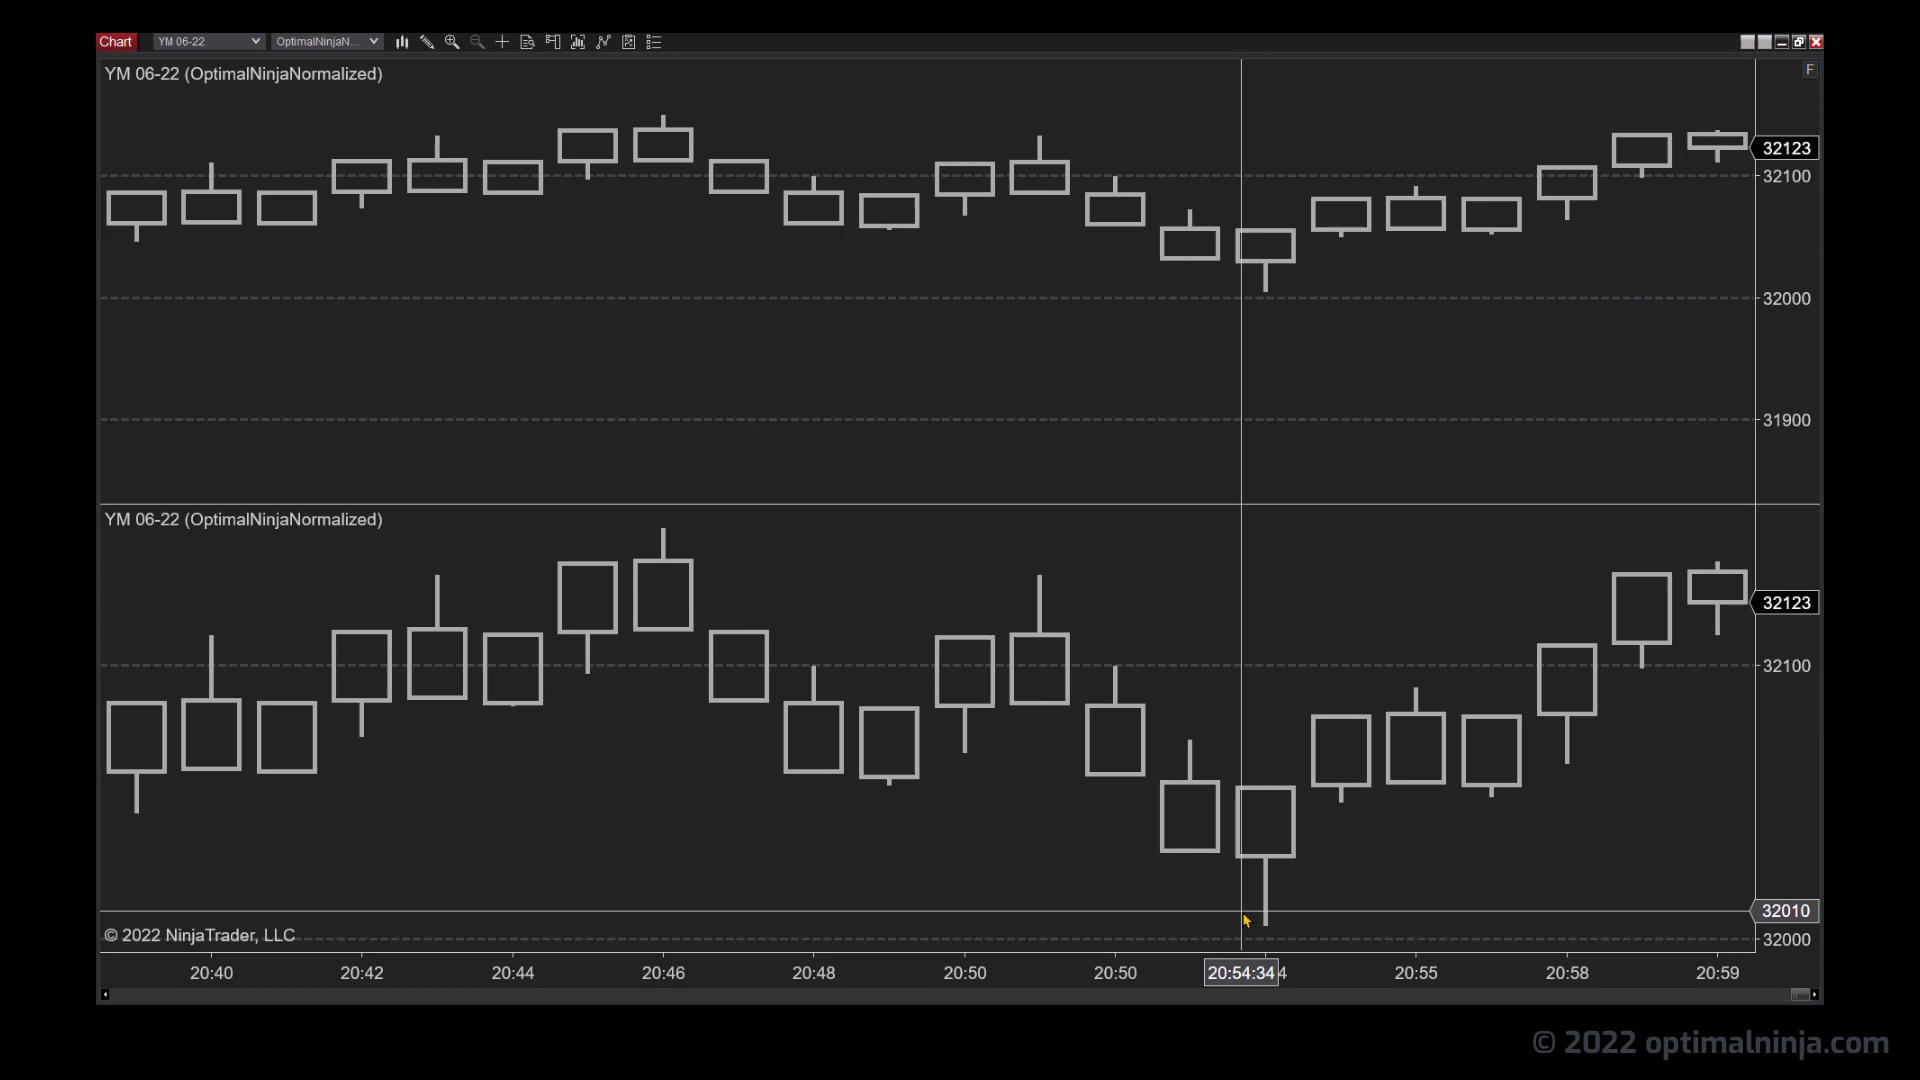 Chart YM 06-22 OptimalNinjaN...
YM 06-22 (OptimalNinjaNormalized)
F
32123
32100
32000
31900
YM 06-22 (OptimalNinjaNormalized)
32123
32100
32010
© 2022 NinjaTrader, LLC
32000
20:40 20:42 20:44 20:46 20:48 20:50 20:50 20:54:34 4 20:55 20:58 20:59
© 2022 optimalninja.com